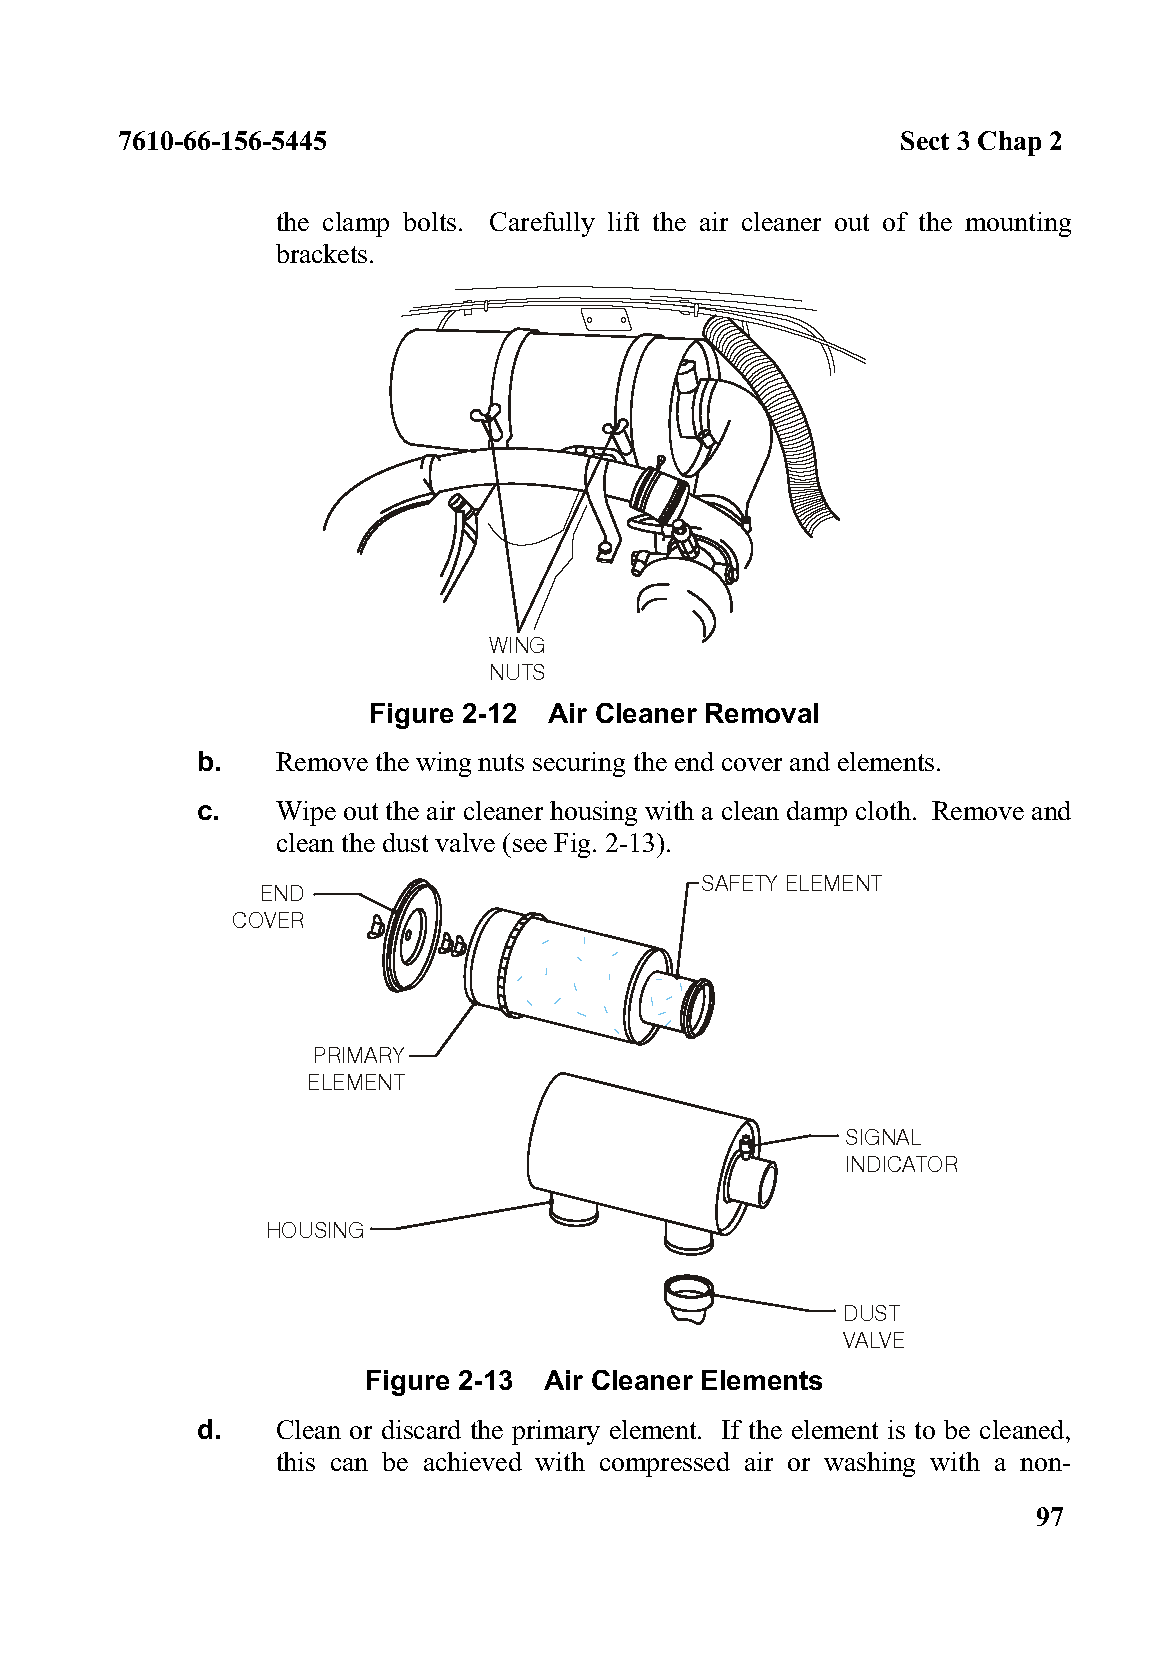 7610-66-156-5445 Sect 3 Chap 2
the clamp bolts. Carefully lift the air cleaner out of the mounting
brackets.
WING
NUTS
Figure 2-12 Air Cleaner Removal
b. Remove the wing nuts securing the end cover and elements.
c. Wipe out the air cleaner housing with a clean damp cloth. Remove and
clean the dust valve (see Fig. 2-13).
SAFETY ELEMENT
END
COVER
PRIMARY
ELEMENT
SIGNAL
INDICATOR
HOUSING
DUST
VALVE
Figure 2-13 Air Cleaner Elements
d. Clean or discard the primary element. If the element is to be cleaned,
this can be achieved with compressed air or washing with a non-
97